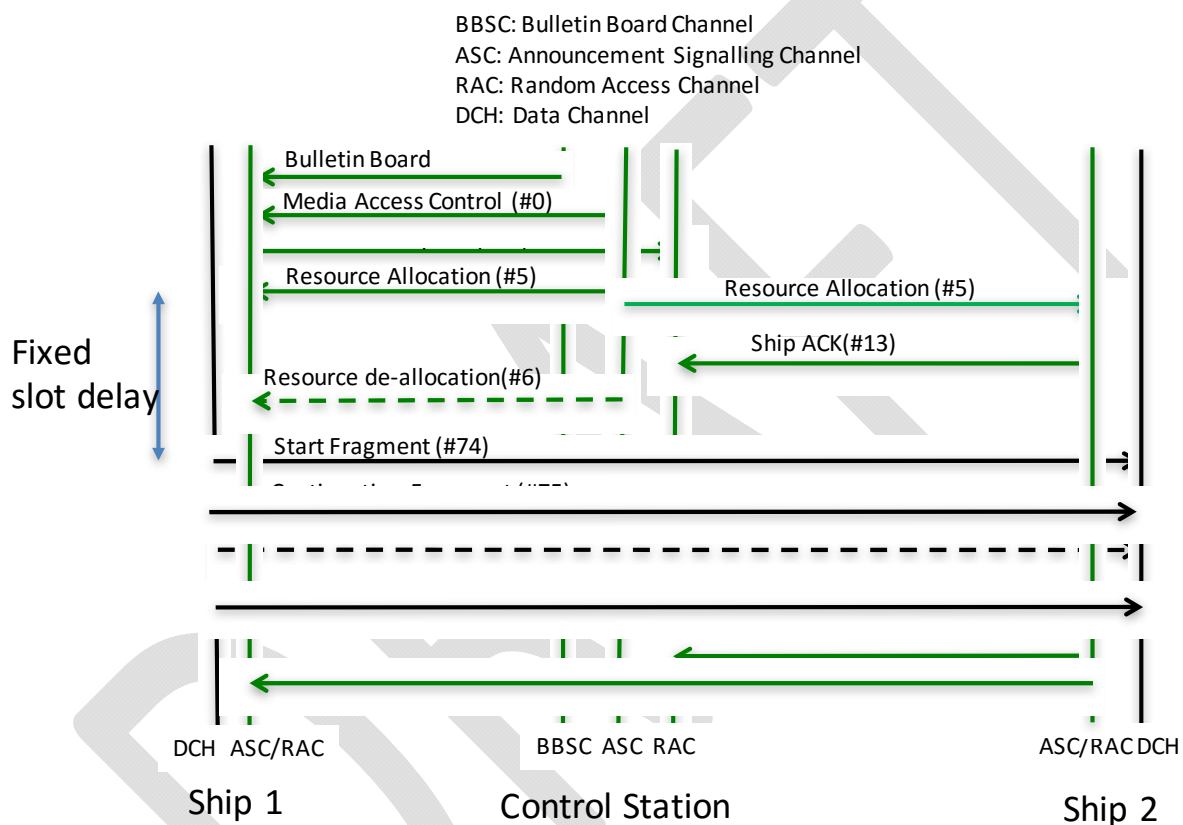 BBSC: Bulletin Board Channel
ASC: Announcement Signalling Channel
RAC: Random Access Channel
DCH: Data Channel
Bulletin Board
Media Access Control (#0)
Resource Allocation (#5)
Resource Allocation (#5)
Fixed
slot delay
Ship ACK(#13)
Resource de-allocation(#6)
Start Fragment (#74)
DCH ASC/RAC
BBSC ASC RAC
ASC/RAC DCH
Ship 1
Control Station
Ship 2